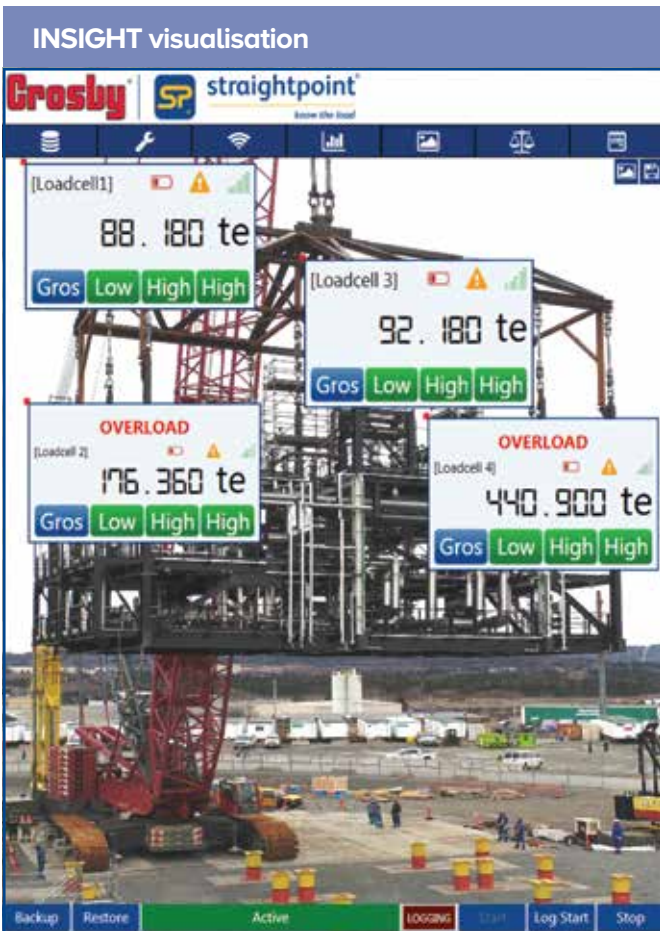 INSIGHT visualisation
Crosby SP straightpoint
know the load
[Loadcell1]
88.180 te
Gros Low High High
[Loadcell 3]
92.180 te
Gros Low High High
OVERLOAD
[Loadcell 2]
176.360 te
Gros Low High High
OVERLOAD
[Loadcell 4]
440.900 te
Gros Low High High
Backup Restore Active LOGGING Start Log Start Stop